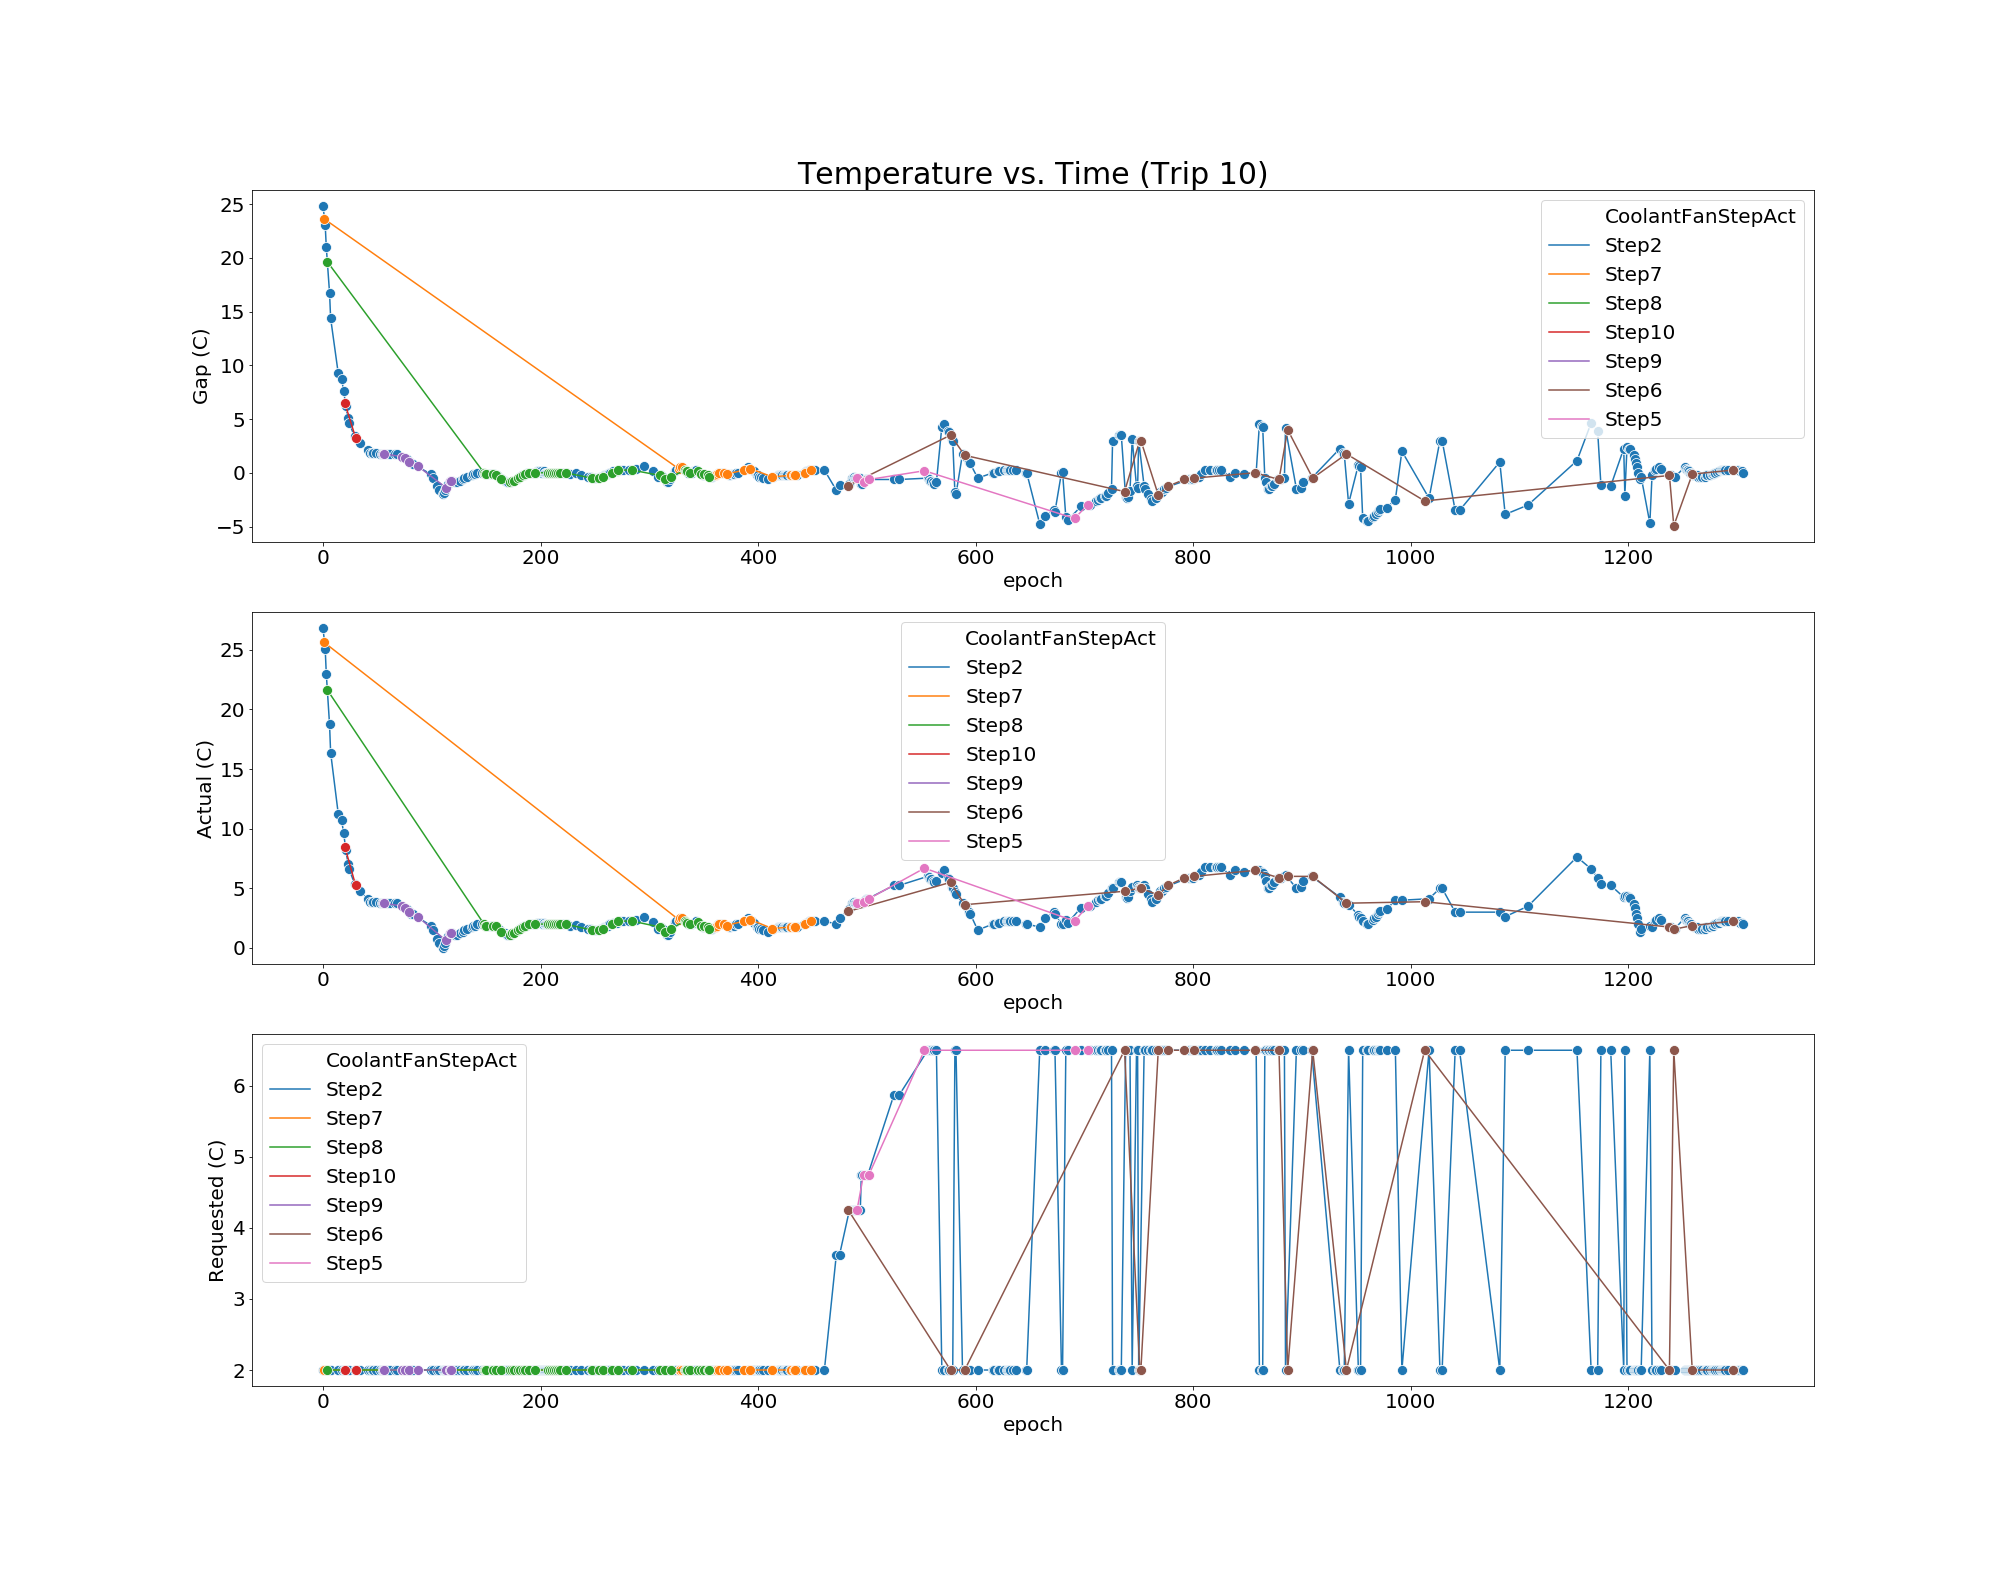 Temperature vs. Time (Trip 10)
Gap (C)
25
20
15
10
5
0
−5
CoolantFanStepAct
Step2
Step7
Step8
Step10
Step9
Step6
Step5
0 200 400 600 800 1000 1200
epoch
Actual (C)
25
20
15
10
5
0
CoolantFanStepAct
Step2
Step7
Step8
Step10
Step9
Step6
Step5
0 200 400 600 800 1000 1200
epoch
Requested (C)
6
5
4
3
2
CoolantFanStepAct
Step2
Step7
Step8
Step10
Step9
Step6
Step5
0 200 400 600 800 1000 1200
epoch